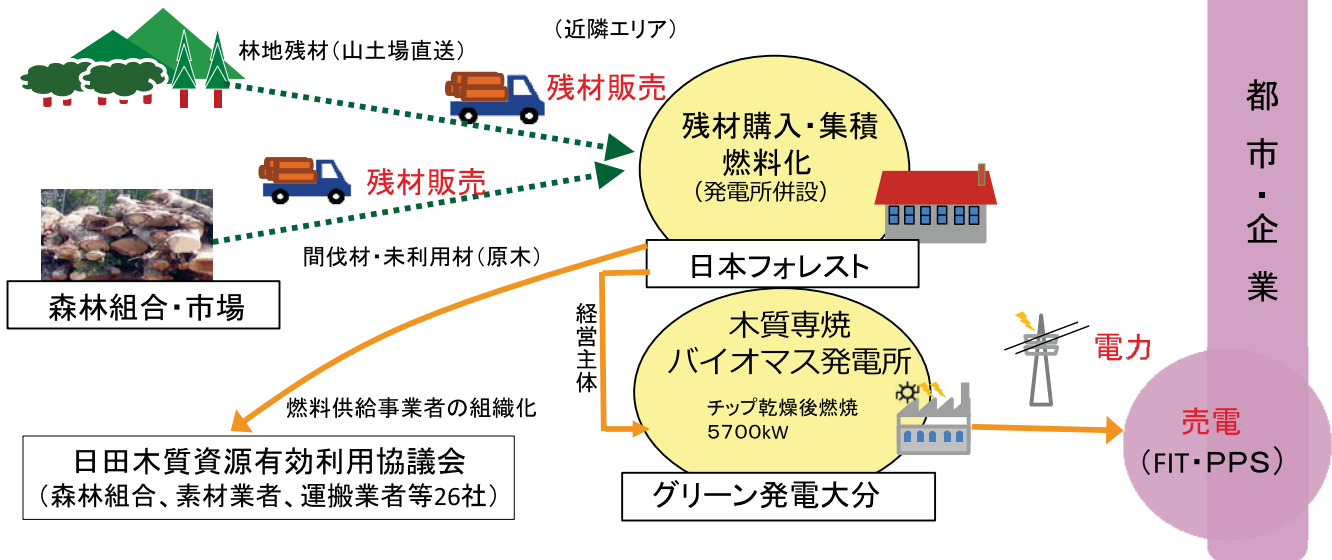 (近隣エリア)
林地残材(山土場直送)
残材販売
残材販売
間伐材・未利用材(原木)
森林組合・市場
残材購入・集積
燃料化
(発電所併設)
日本フォレスト
経営主体
木質専焼
バイオマス発電所
チップ乾燥後燃焼
5700kW
グリーン発電大分
燃料供給事業者の組織化
日田木質資源有効利用協議会
(森林組合、素材業者、運搬業者等26社)
電力
都市・企業
売電
(FIT・PPS)